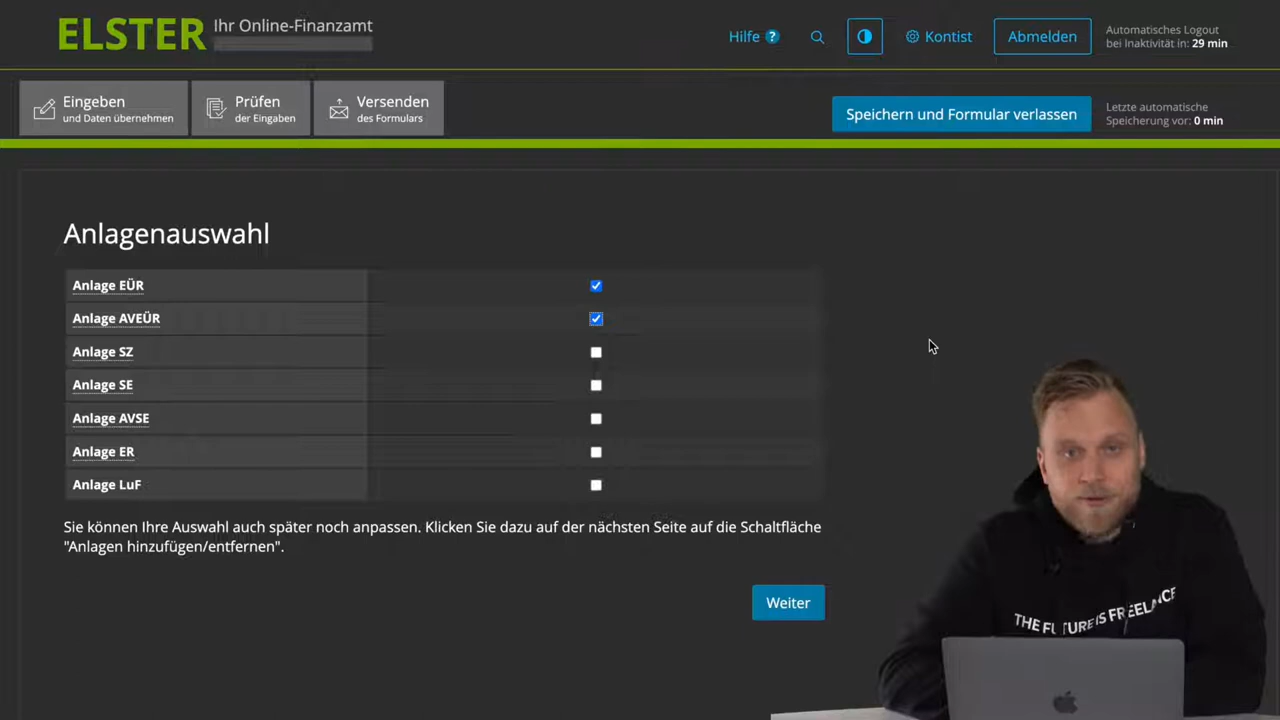 ELSTER Ihr Online-Finanzamt
Hilfe ?
Kontist
Abmelden
Automatisches Logout
bei Inaktivität in: 29 min
Eingeben
und Daten übernehmen
Prüfen
der Eingaben
Versenden
des Formulars
Speichern und Formular verlassen
Letzte automatische
Speicherung vor: 0 min
Anlagenauswahl
Anlage EÜR
Anlage AVEÜR
Anlage SZ
Anlage SE
Anlage AVSE
Anlage ER
Anlage LuF
Sie können Ihre Auswahl auch später noch anpassen. Klicken Sie dazu auf der nächsten Seite auf die Schaltfläche
"Anlagen hinzufügen/entfernen".
Weiter
THE FUTURE IS FREELANCE